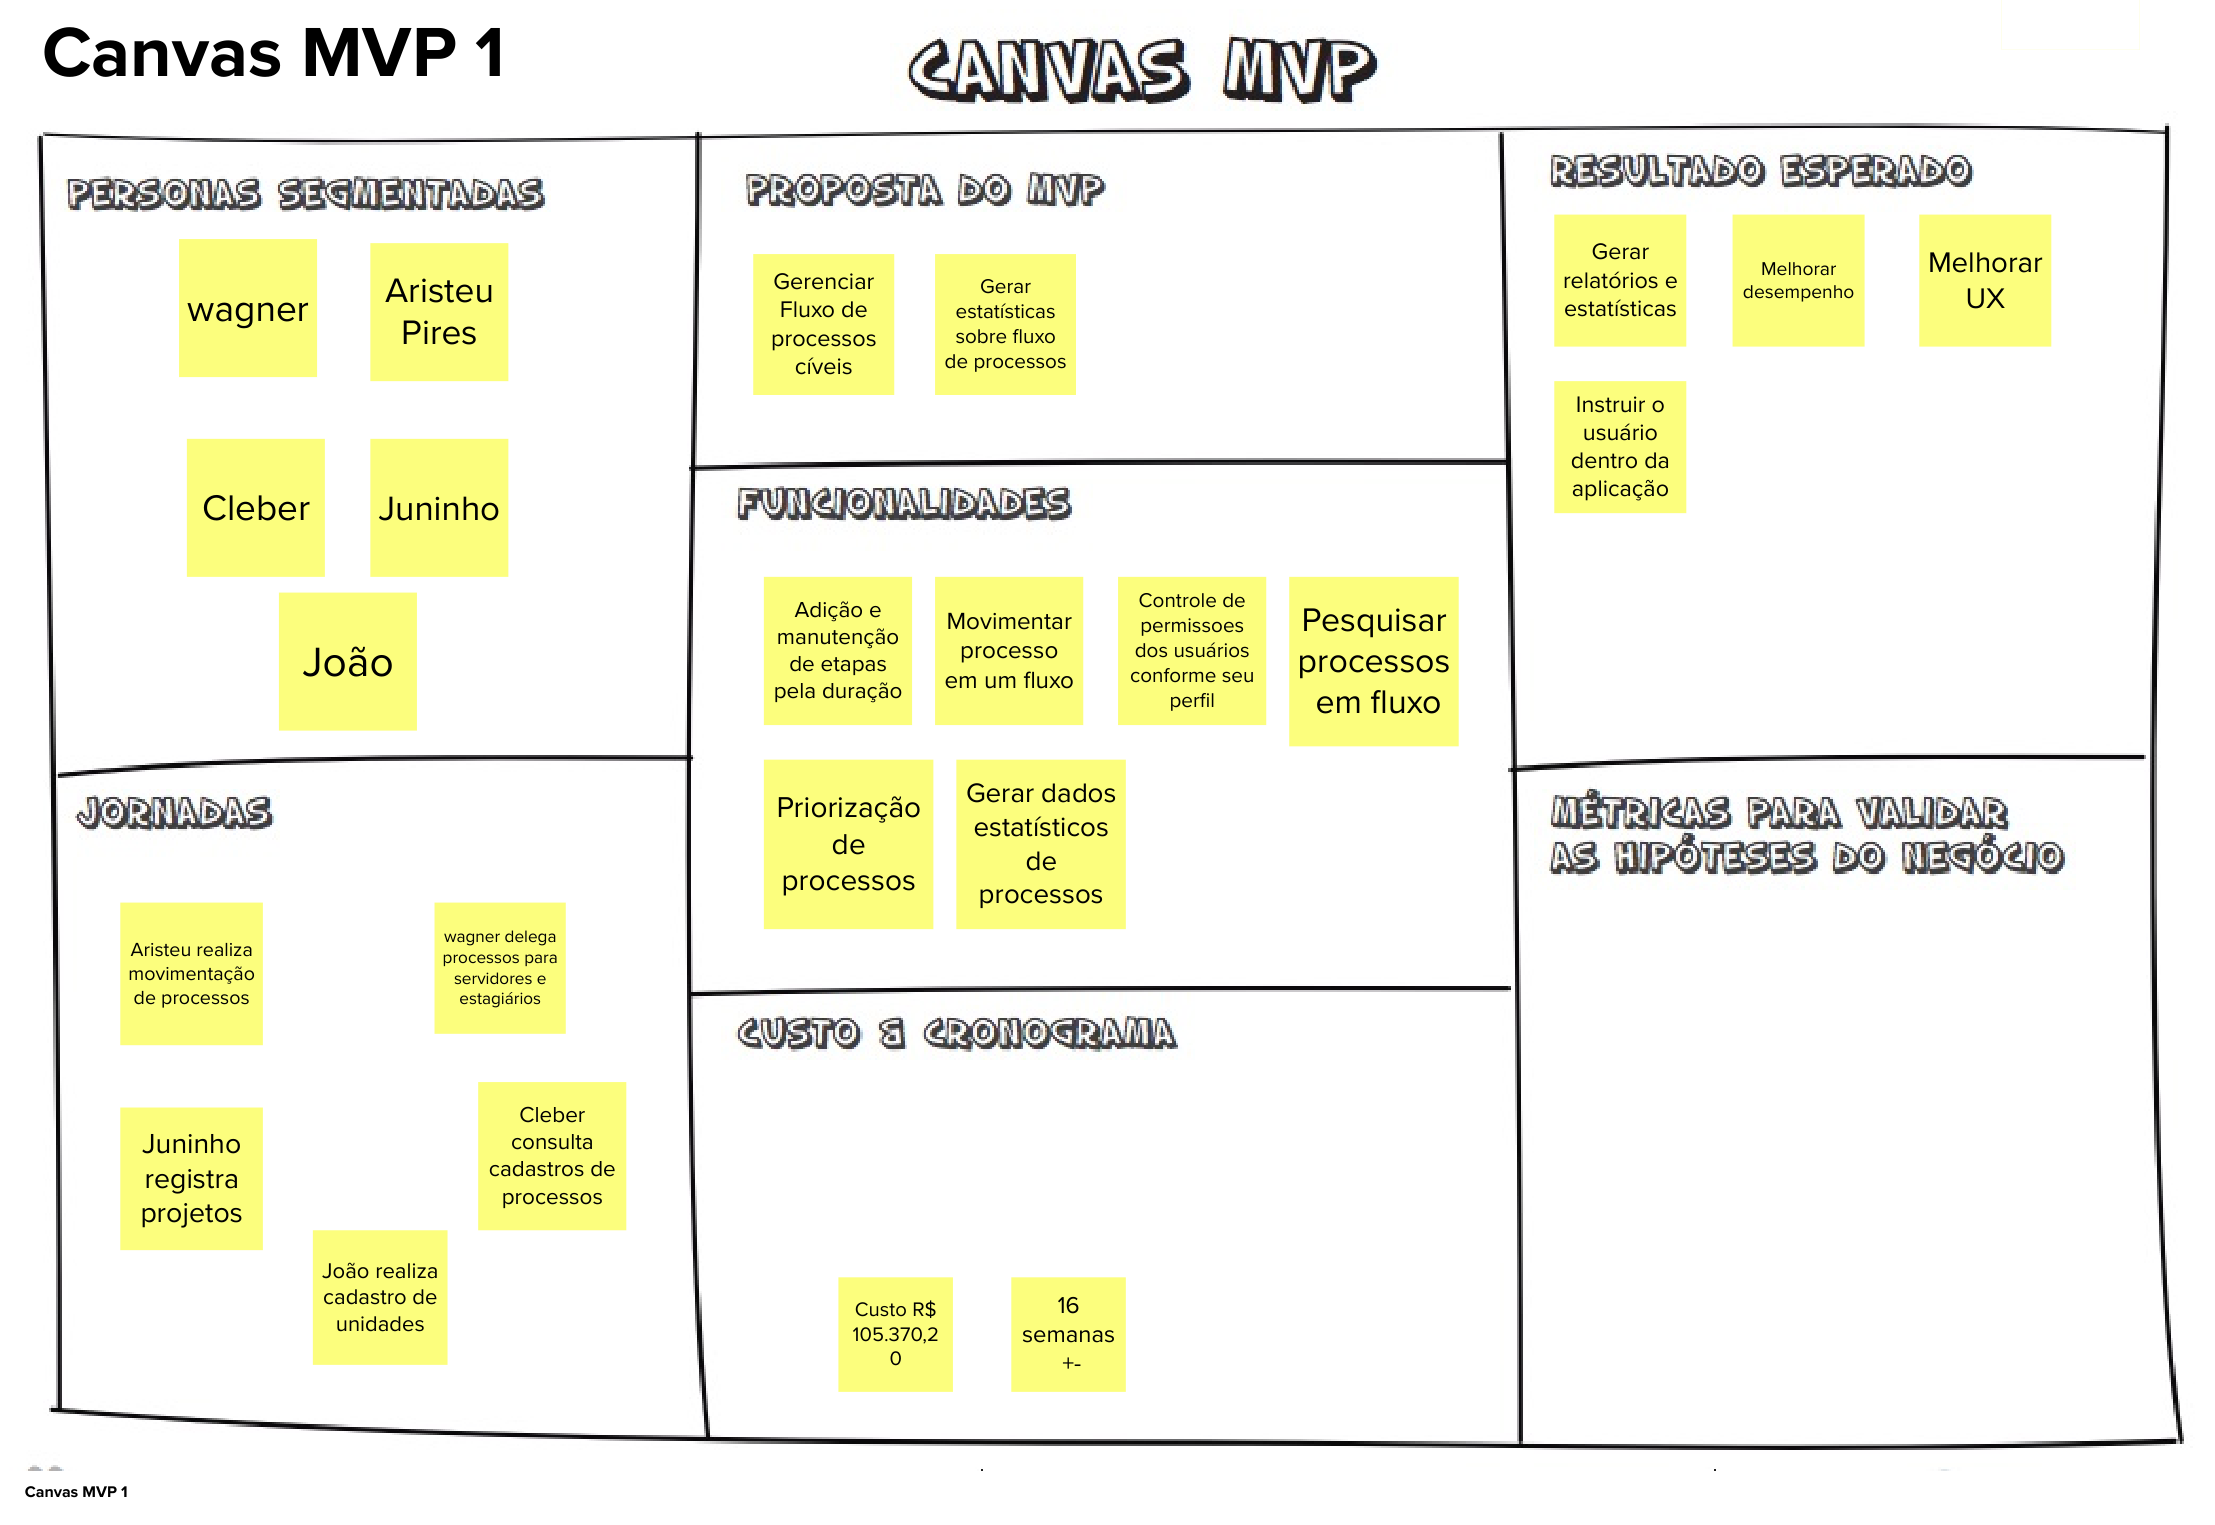 Canvas MVP 1
CANVAS MVP
PERSONAS SEGMENTADAS
wagner
Aristeu
Pires
Cleber
Juninho
João
JORNADAS
Aristeu realiza
movimentação
de processos
wagner delega
processos para
servidores e
estagiários
Juninho
registra
projetos
Cleber
consulta
cadastros de
processos
João realiza
cadastro de
unidades
PROPOSTA DO MVP
Gerenciar
Fluxo de
processos
cíveis
Gerar
estatísticas
sobre fluxo
de processos
FUNCIONALIDADES
Adição e
manutenção
de etapas
pela duração
Movimentar
processo
em um fluxo
Controle de
permissoes
dos usuários
conforme seu
perfil
Pesquisar
processos
em fluxo
Priorização
de
processos
Gerar dados
estatísticos
de
processos
CUSTO & CRONOGRAMA
Custo R$
105.370,2
0
16
semanas
+-
RESULTADO ESPERADO
Gerar
relatórios e
estatísticas
Melhorar
desempenho
Melhorar
UX
Instruir o
usuário
dentro da
aplicação
MÉTRICAS PARA VALIDAR
AS HIPÓTESES DO NEGÓCIO
Canvas MVP 1